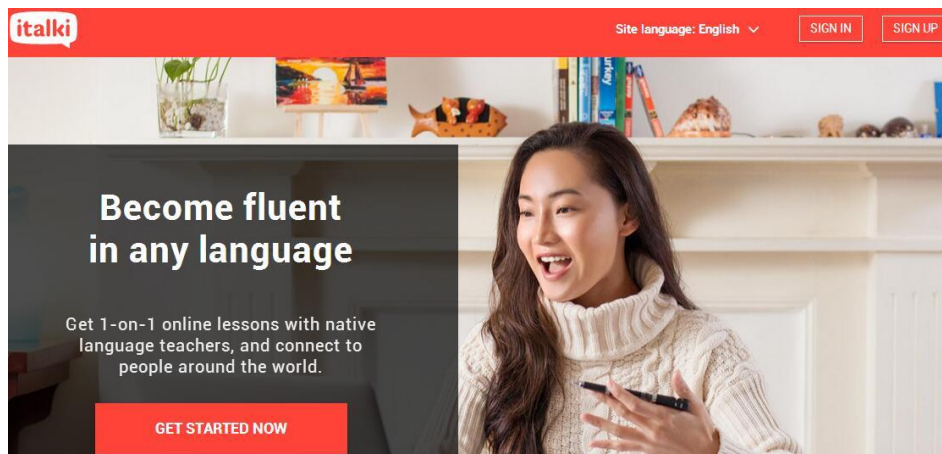 italki
Site language: English
SIGN IN
SIGN UP
urkey
Become fluent
in any language
Get 1-on-1 online lessons with native
language teachers, and connect to
people around the world.
GET STARTED NOW